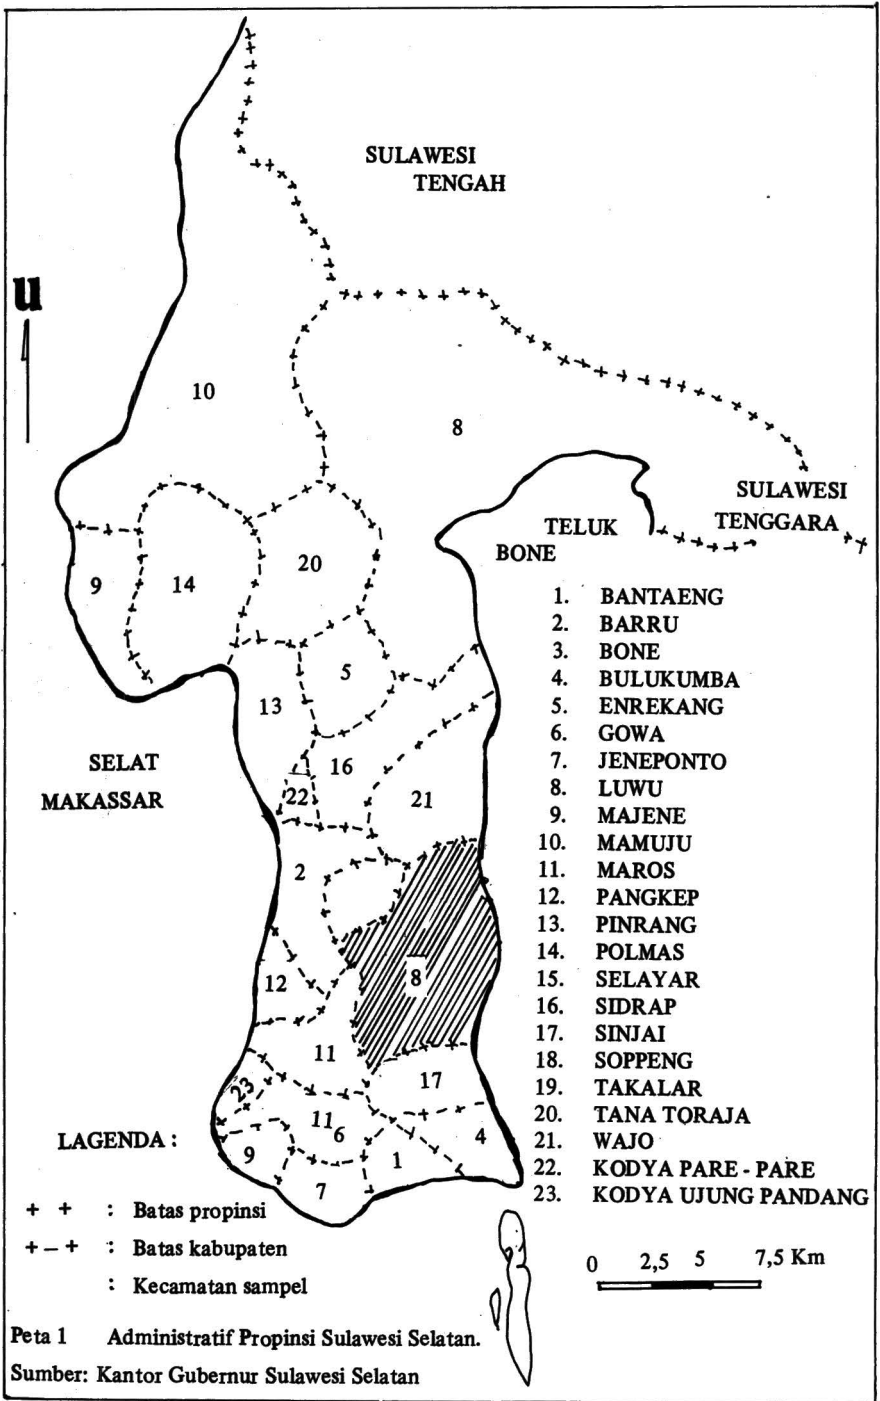 SULAWESI
TENGAH
u
10
8
SULAWESI
TENGGARA
TELUK
BONE
9
14
20
5
13
SELAT
MAKASSAR
16
22
21
2
8
12
11
17
23
11
6
4
9
1
7
1. BANTAENG
2. BARRU
3. BONE
4. BULUKUMBA
5. ENREKANG
6. GOWA
7. JENEPONTO
8. LUWU
9. MAJENE
10. MAMUJU
11. MAROS
12. PANGKEP
13. PINRANG
14. POLMAS
15. SELAYAR
16. SIDRAP
17. SINJAI
18. SOPPENG
19. TAKALAR
20. TANA TORAJA
21. WAJO
22. KODYA PARE - PARE
23. KODYA UJUNG PANDANG
LAGENDA :
+ + : Batas propinsi
+ – + : Batas kabupaten
: Kecamatan sampel
0 2,5 5 7,5 Km
Peta 1 Administratif Propinsi Sulawesi Selatan.
Sumber: Kantor Gubernur Sulawesi Selatan